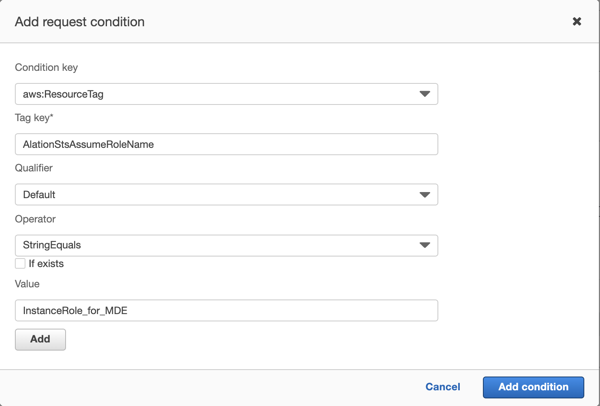 Add request condition
Condition key
aws:ResourceTag
Tag key*
AlationStsAssumeRoleName
Qualifier
Default
Operator
StringEquals
If exists
Value
InstanceRole_for_MDE
Add
Cancel
Add condition